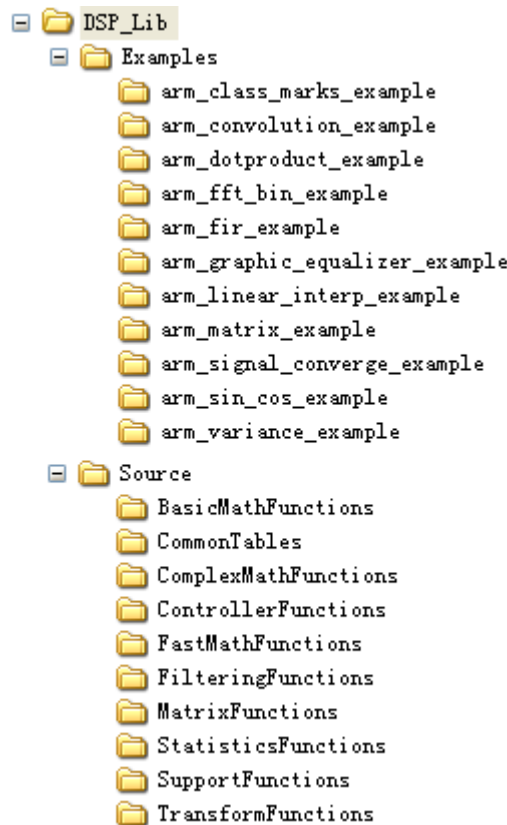 DSP_Lib
Examples
arm_class_marks_example
arm_convolution_example
arm_dotproduct_example
arm_fft_bin_example
arm_fir_example
arm_graphic_equalizer_example
arm_linear_interp_example
arm_matrix_example
arm_signal_converge_example
arm_sin_cos_example
arm_variance_example
Source
BasicMathFunctions
CommonTables
ComplexMathFunctions
ControllerFunctions
FastMathFunctions
FilteringFunctions
MatrixFunctions
StatisticsFunctions
SupportFunctions
TransformFunctions